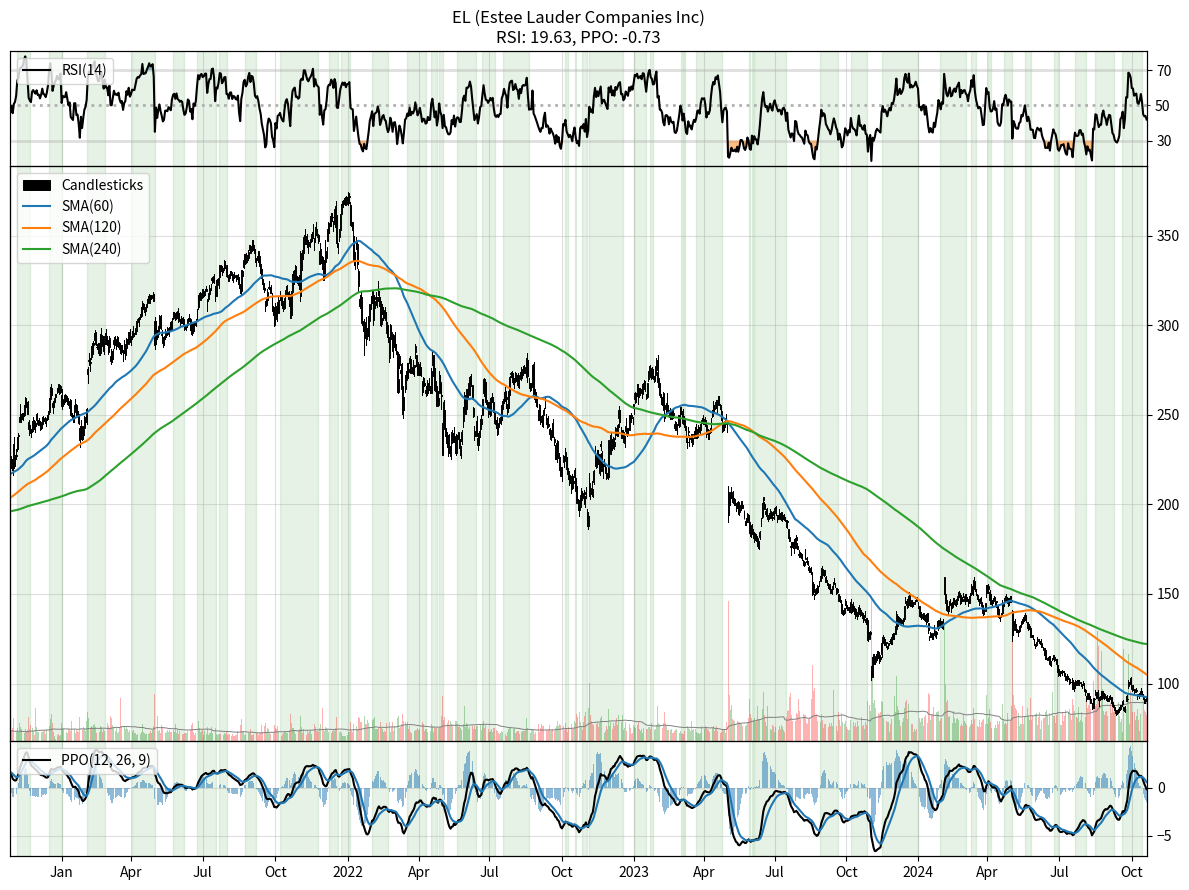 EL (Estee Lauder Companies Inc)
RSI: 19.63, PPO: -0.73
RSI(14)
70
50
30
Candlesticks
SMA(60)
SMA(120)
SMA(240)
350
300
250
200
150
100
PPO(12, 26, 9)
0
−5
Jan Apr Jul Oct 2022 Apr Jul Oct 2023 Apr Jul Oct 2024 Apr Jul Oct